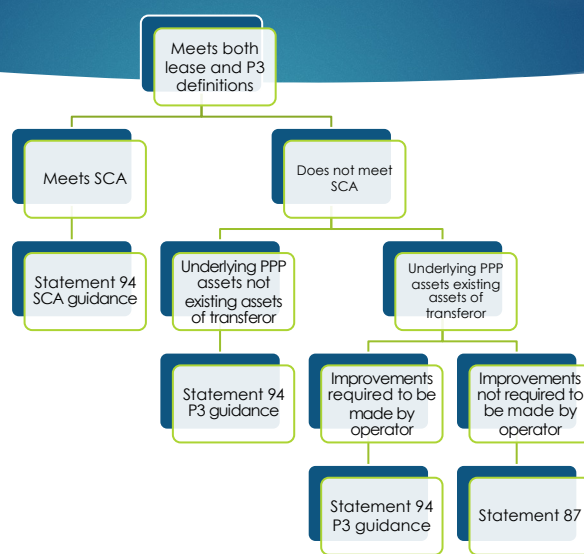 Meets both
lease and P3
definitions
Meets SCA
Does not meet
SCA
Statement 94
SCA guidance
Underlying PPP
assets not
existing assets
of transferor
Underlying PPP
assets existing
assets of
transferor
Statement 94
P3 guidance
Improvements
required to be
made by
operator
Improvements
not required to
be made by
operator
Statement 94
P3 guidance
Statement 87